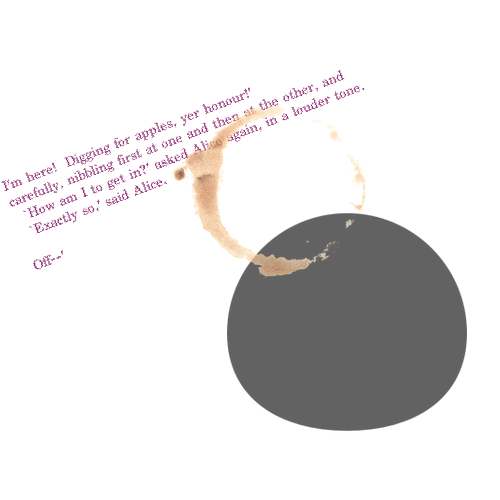 I'm here! Digging for apples, yer honour!'
carefully, nibbling first at one and then at the other, and
`How am I to get in?' asked Alice again, in a louder tone.
`Exactly so,' said Alice.

Off--'